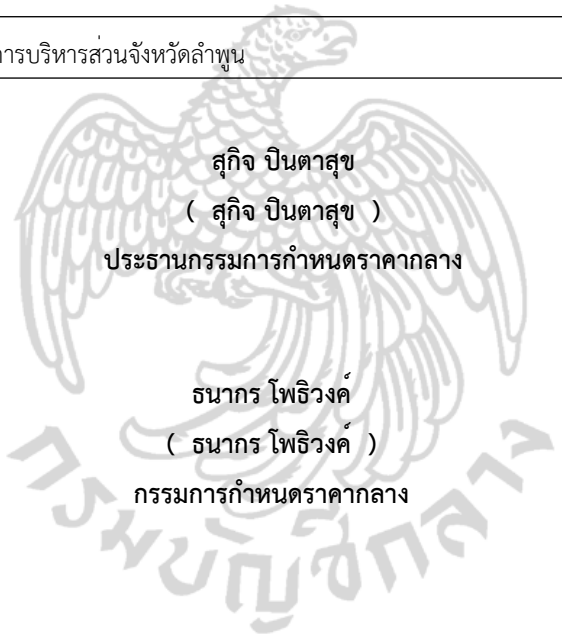 ารบริหารส่วนจังหวัดลำพูน
สุกิจ ปินตาสุข
( สุกิจ ปินตาสุข )
ประธานกรรมการกำหนดราคากลาง
ธนากร โพธิวงค์
( ธนากร โพธิวงค์ )
กรรมการกำหนดราคากลาง
กรมบัญชีกลาง